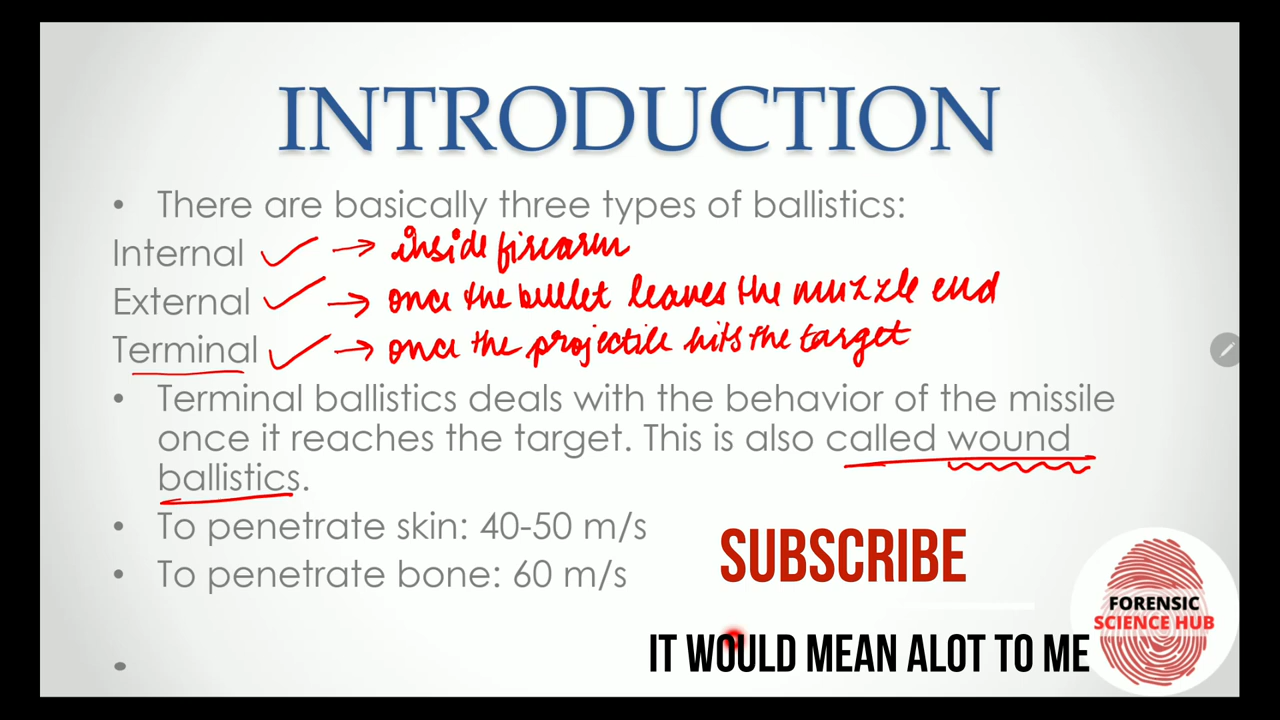 INTRODUCTION
• There are basically three types of ballistics:
Internal → inside firearm
External → once the bullet leaves the muzzle end
Terminal → once the projectile hits the target
• Terminal ballistics deals with the behavior of the missile
once it reaches the target. This is also called wound
ballistics.
• To penetrate skin: 40-50 m/s
• To penetrate bone: 60 m/s
SUBSCRIBE
IT WOULD MEAN ALOT TO ME
FORENSIC
SCIENCE HUB